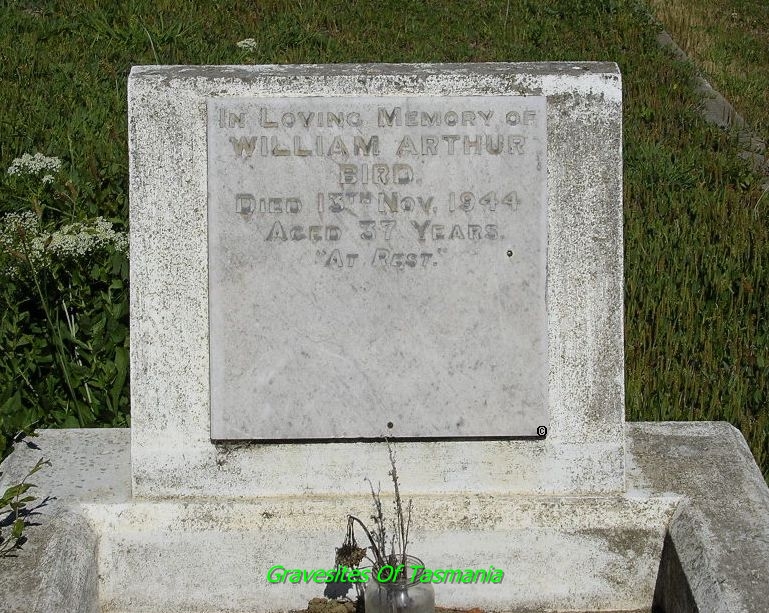 In Loving Memory of
WILLIAM ARTHUR
BIRD.
Died 13TH Nov. 1944
Aged 37 Years.
"At Rest."
©
Gravesites Of Tasmania